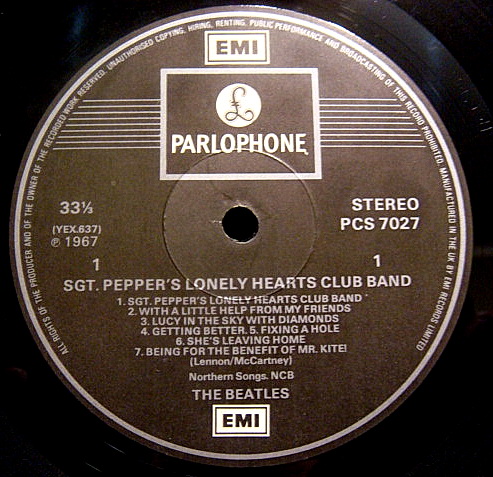 EMI
ALL RIGHTS OF THE PRODUCER AND OF THE OWNER OF THE RECORDED WORK RESERVED. UNAUTHORISED COPYING, HIRING, RENTING, PUBLIC PERFORMANCE AND BROADCASTING OF THIS RECORD PROHIBITED. MANUFACTURED IN THE UK BY EMI RECORDS LIMITED
£
PARLOPHONE
33⅓
STEREO
(YEX.637)
PCS 7027
℗ 1967
1
1
SGT. PEPPER'S LONELY HEARTS CLUB BAND
1. SGT. PEPPER'S LONELY HEARTS CLUB BAND
2. WITH A LITTLE HELP FROM MY FRIENDS
3. LUCY IN THE SKY WITH DIAMONDS
4. GETTING BETTER. 5. FIXING A HOLE
6. SHE'S LEAVING HOME
7. BEING FOR THE BENEFIT OF MR. KITE!
(Lennon/McCartney)
Northern Songs. NCB
THE BEATLES
EMI